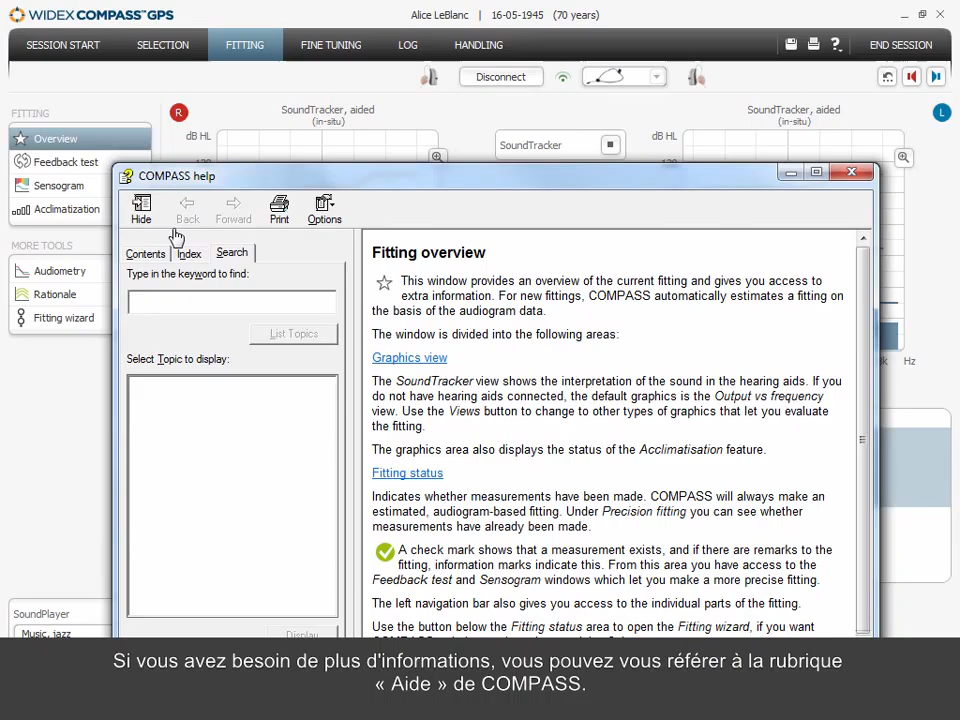 WIDEX COMPASS™ GPS
Alice LeBlanc | 16-05-1945 (70 years)
SESSION START SELECTION FITTING FINE TUNING LOG HANDLING END SESSION
Disconnect
FITTING
Overview
Feedback test
Sensogram
Acclimatization
MORE TOOLS
Audiometry
Rationale
Fitting wizard
R
SoundTracker, aided
(in-situ)
dB HL
SoundTracker
SoundTracker, aided
(in-situ)
dB HL
L
Hz
COMPASS help
Hide Back Forward Print Options
Contents Index Search
Type in the keyword to find:
List Topics
Select Topic to display:
Display
Fitting overview
This window provides an overview of the current fitting and gives you access to
extra information. For new fittings, COMPASS automatically estimates a fitting on
the basis of the audiogram data.
The window is divided into the following areas:
Graphics view
The SoundTracker view shows the interpretation of the sound in the hearing aids. If you
do not have hearing aids connected, the default graphics is the Output vs frequency
view. Use the Views button to change to other types of graphics that let you evaluate
the fitting.
The graphics area also displays the status of the Acclimatisation feature.
Fitting status
Indicates whether measurements have been made. COMPASS will always make an
estimated, audiogram-based fitting. Under Precision fitting you can see whether
measurements have already been made.
A check mark shows that a measurement exists, and if there are remarks to the
fitting, information marks indicate this. From this area you have access to the
Feedback test and Sensogram windows which let you make a more precise fitting.
The left navigation bar also gives you access to the individual parts of the fitting.
Use the button below the Fitting status area to open the Fitting wizard, if you want
SoundPlayer
Music, jazz
Si vous avez besoin de plus d'informations, vous pouvez vous référer à la rubrique
« Aide » de COMPASS.